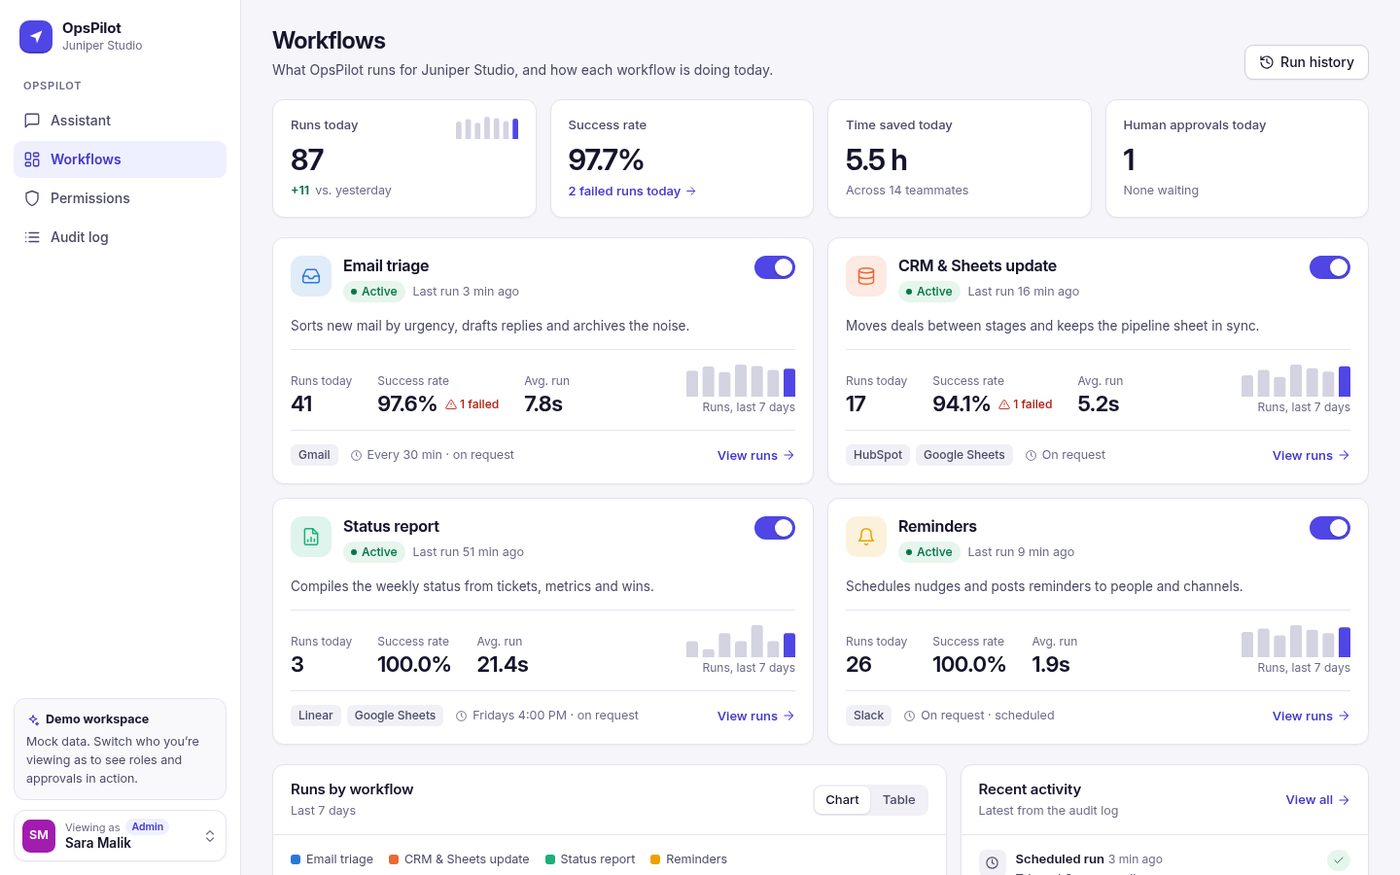 OpsPilot
Juniper Studio
OPSPILOT
Assistant
Workflows
Permissions
Audit log
Demo workspace
Mock data. Switch who you’re
viewing as to see roles and
approvals in action.
SM
Viewing as Admin
Sara Malik
Workflows
What OpsPilot runs for Juniper Studio, and how each workflow is doing today.
Run history
Runs today
87
+11 vs. yesterday
Success rate
97.7%
2 failed runs today →
Time saved today
5.5 h
Across 14 teammates
Human approvals today
1
None waiting
Email triage
Active Last run 3 min ago
Sorts new mail by urgency, drafts replies and archives the noise.
Runs today Success rate Avg. run
41 97.6% 1 failed 7.8s
Runs, last 7 days
Gmail Every 30 min · on request View runs →
CRM & Sheets update
Active Last run 16 min ago
Moves deals between stages and keeps the pipeline sheet in sync.
Runs today Success rate Avg. run
17 94.1% 1 failed 5.2s
Runs, last 7 days
HubSpot Google Sheets On request View runs →
Status report
Active Last run 51 min ago
Compiles the weekly status from tickets, metrics and wins.
Runs today Success rate Avg. run
3 100.0% 21.4s
Runs, last 7 days
Linear Google Sheets Fridays 4:00 PM · on request View runs →
Reminders
Active Last run 9 min ago
Schedules nudges and posts reminders to people and channels.
Runs today Success rate Avg. run
26 100.0% 1.9s
Runs, last 7 days
Slack On request · scheduled View runs →
Runs by workflow
Last 7 days
Chart Table
Email triage CRM & Sheets update Status report Reminders
Recent activity
Latest from the audit log
View all →
Scheduled run 3 min ago